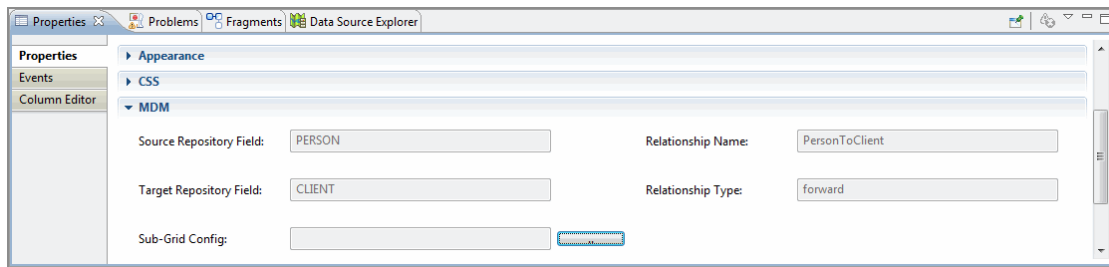 Properties Problems Fragments Data Source Explorer
Properties Appearance
Events CSS
Column Editor MDM
Source Repository Field: PERSON Relationship Name: PersonToClient
Target Repository Field: CLIENT Relationship Type: forward
Sub-Grid Config: ..